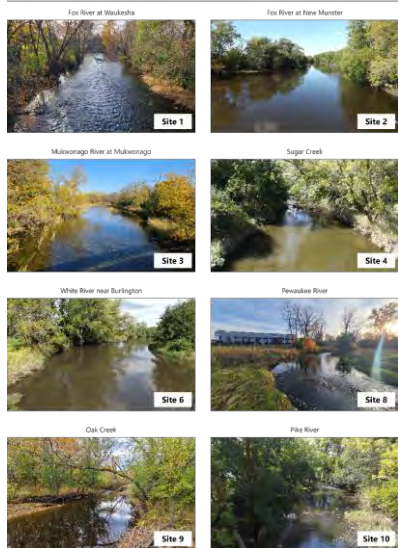 Fox River at Waukesha
Fox River at New Munster
Site 1
Site 2
Mukwonago River at Mukwonago
Sugar Creek
Site 3
Site 4
White River near Burlington
Pewaukee River
Site 6
Site 8
Oak Creek
Pike River
Site 9
Site 10